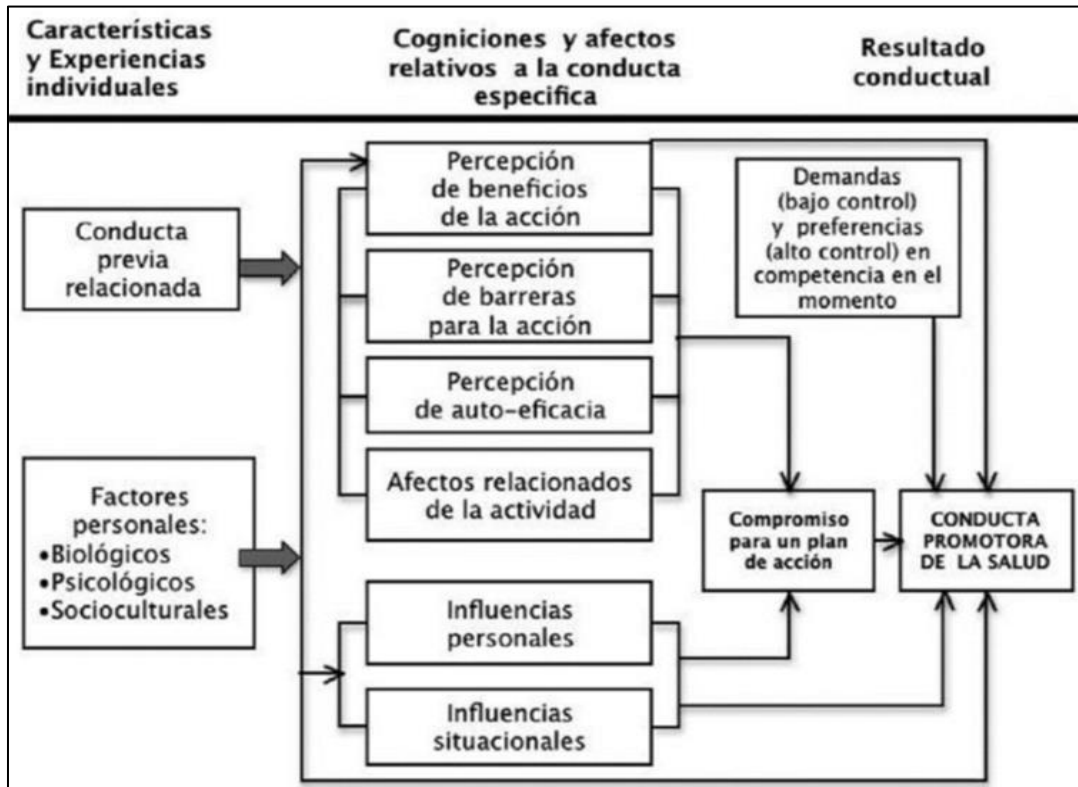 Características
y Experiencias
individuales
Cogniciones y afectos
relativos a la conducta
especifica
Resultado
conductual
Conducta
previa
relacionada
Factores
personales:
•Biológicos
•Psicológicos
•Socioculturales
Percepción
de beneficios
de la acción
Percepción
de barreras
para la acción
Percepción
de auto-eficacia
Afectos relacionados
de la actividad
Influencias
personales
Influencias
situacionales
Demandas
(bajo control)
y preferencias
(alto control) en
competencia en el
momento
Compromiso
para un plan
de acción
CONDUCTA
PROMOTORA
DE LA SALUD